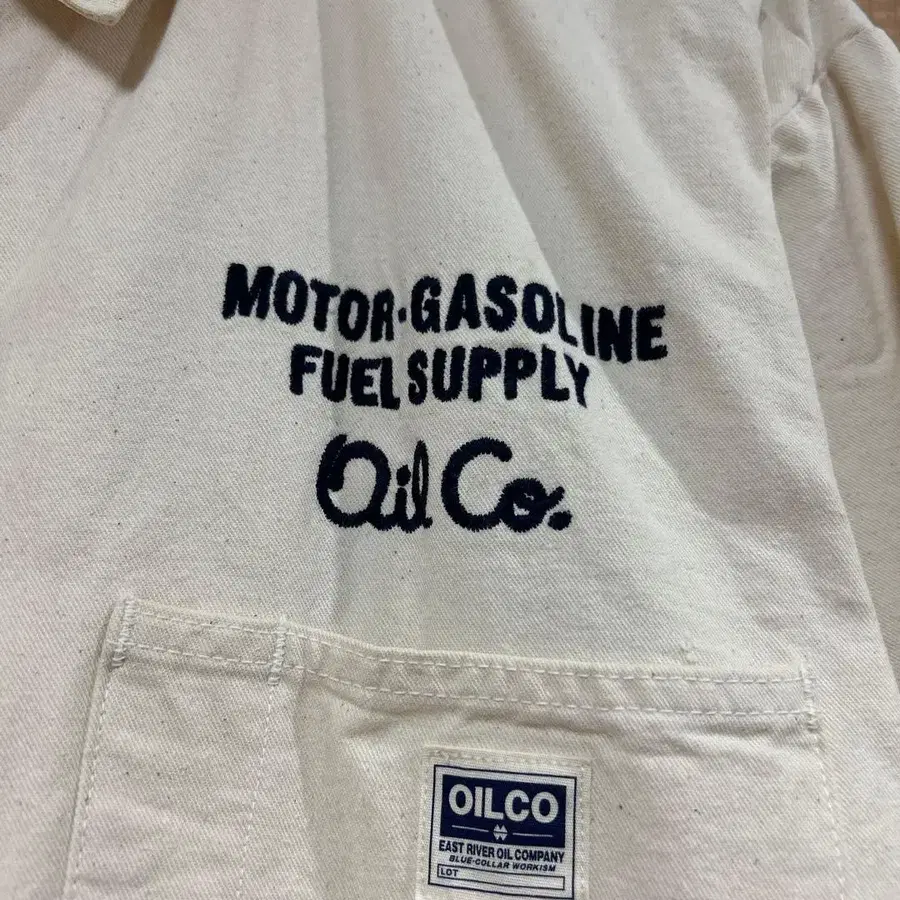 MOTOR·GASOLINE
FUEL SUPPLY
Oil Co.
OILCO
EAST RIVER OIL COMPANY
BLUE-COLLAR WORKISM
LOT